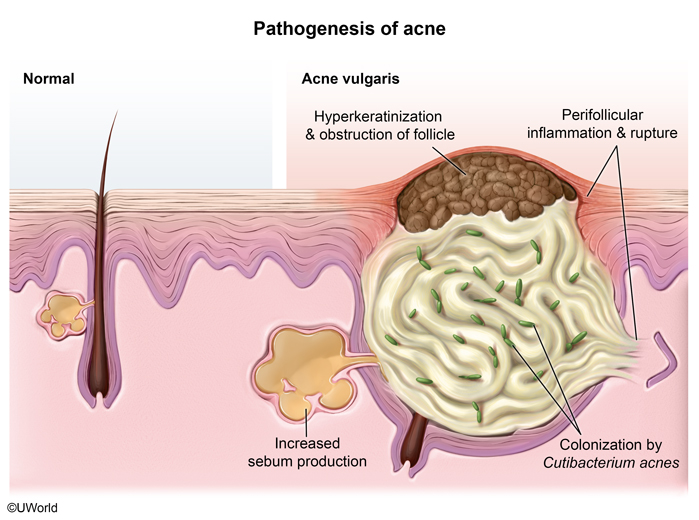 Pathogenesis of acne
Normal
Acne vulgaris
Hyperkeratinization
& obstruction of follicle
Perifollicular
inflammation & rupture
Increased
sebum production
Colonization by
Cutibacterium acnes
©UWorld